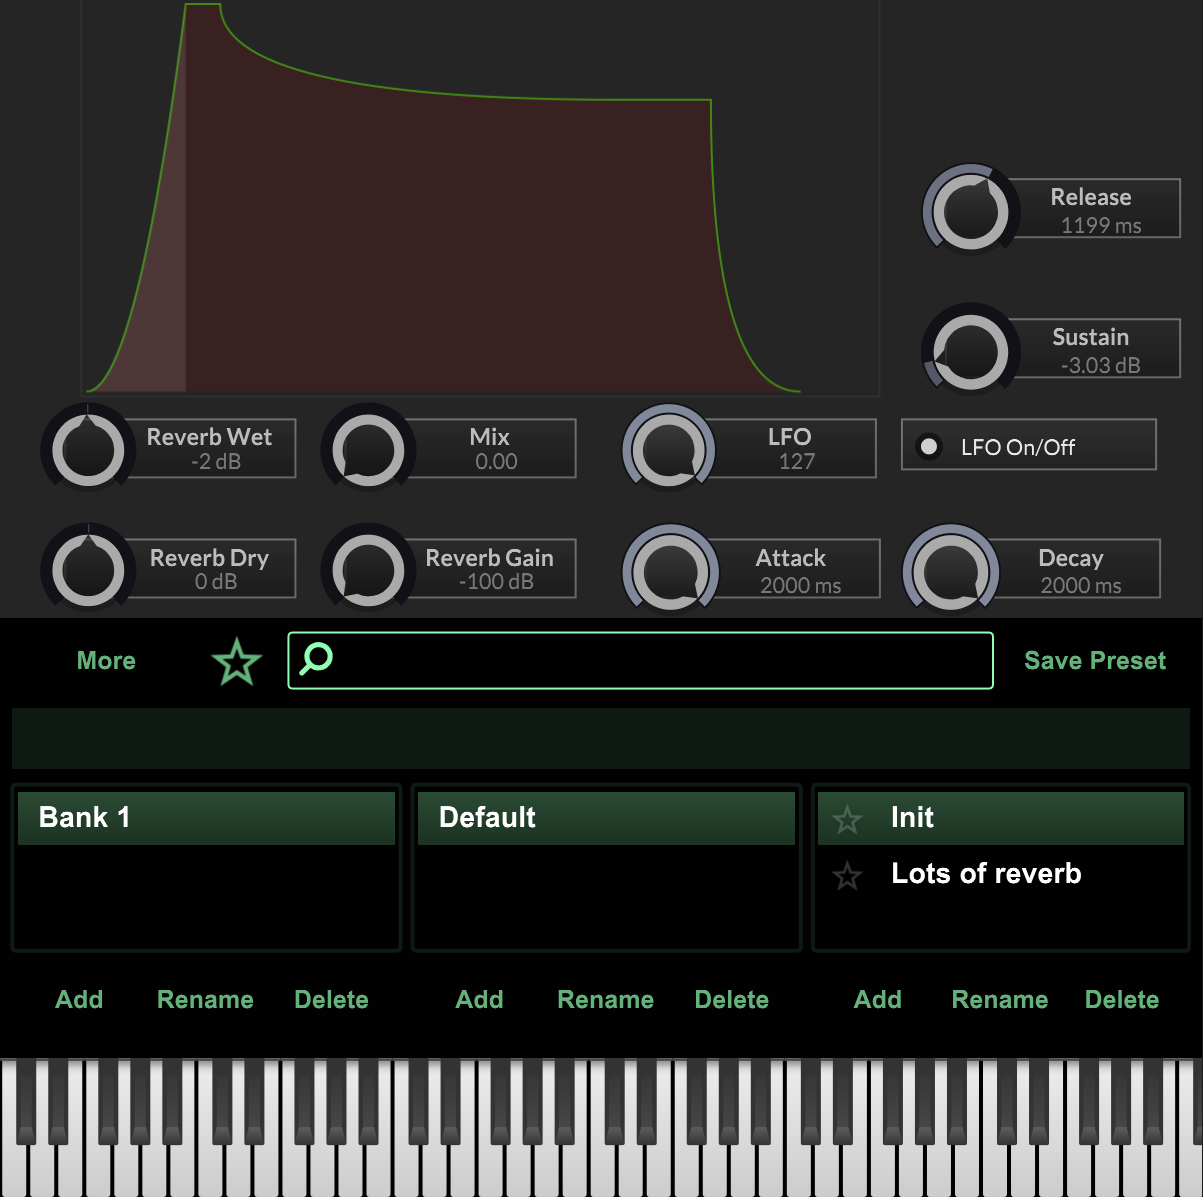 Release
1199 ms
Sustain
-3.03 dB
Reverb Wet
-2 dB
Mix
0.00
LFO
127
LFO On/Off
Reverb Dry
0 dB
Reverb Gain
-100 dB
Attack
2000 ms
Decay
2000 ms
More
Save Preset
Bank 1
Default
Init
Lots of reverb
Add
Rename
Delete
Add
Rename
Delete
Add
Rename
Delete